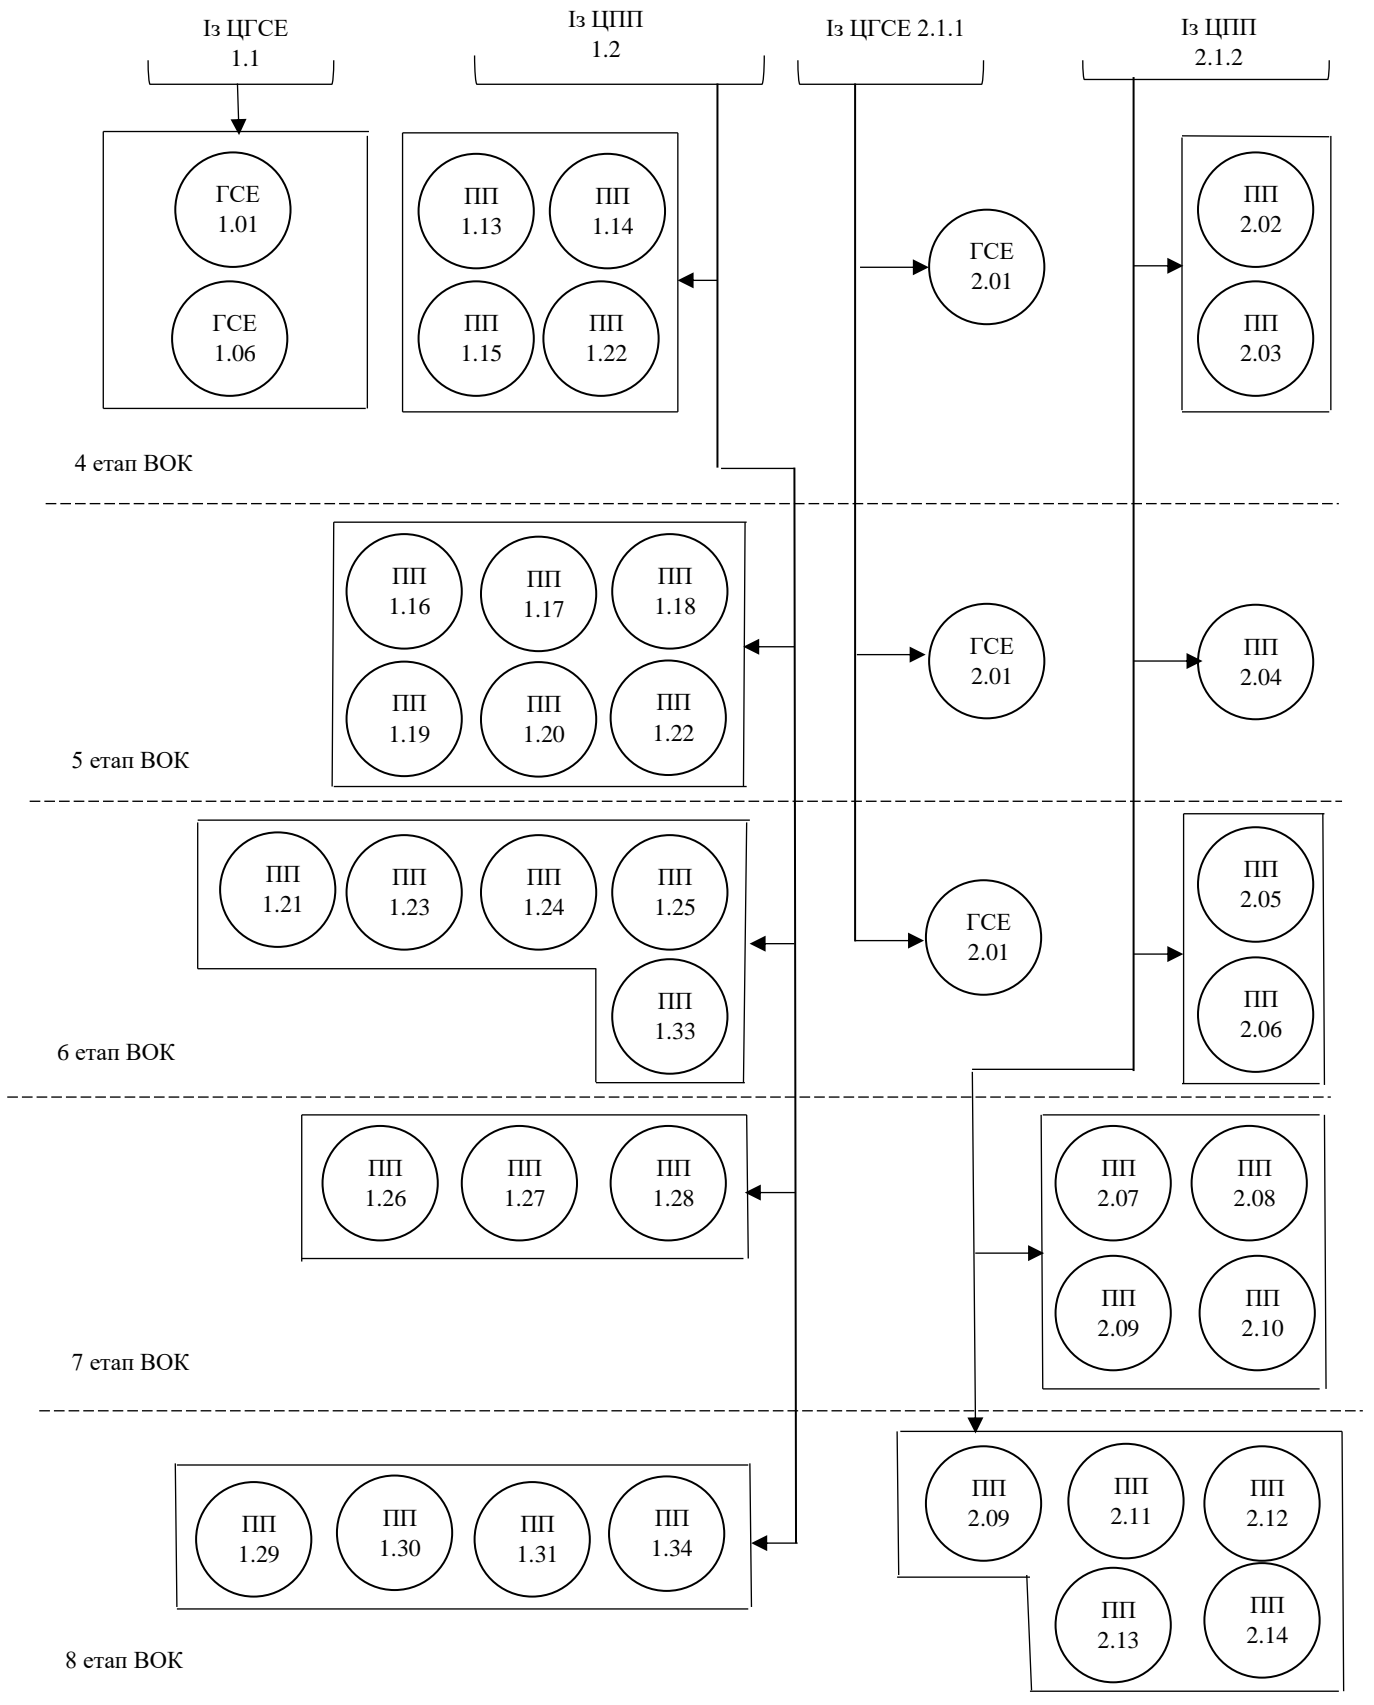 Із ЦГСЕ
1.1
Із ЦПП
1.2
Із ЦГСЕ 2.1.1
Із ЦПП
2.1.2
ГСЕ
1.01
ГСЕ
1.06
ПП
1.13
ПП
1.14
ПП
1.15
ПП
1.22
ГСЕ
2.01
ПП
2.02
ПП
2.03
4 етап ВОК
ПП
1.16
ПП
1.17
ПП
1.18
ПП
1.19
ПП
1.20
ПП
1.22
ГСЕ
2.01
ПП
2.04
5 етап ВОК
ПП
1.21
ПП
1.23
ПП
1.24
ПП
1.25
ПП
1.33
ГСЕ
2.01
ПП
2.05
ПП
2.06
6 етап ВОК
ПП
1.26
ПП
1.27
ПП
1.28
ПП
2.07
ПП
2.08
ПП
2.09
ПП
2.10
7 етап ВОК
ПП
1.29
ПП
1.30
ПП
1.31
ПП
1.34
ПП
2.09
ПП
2.11
ПП
2.12
ПП
2.13
ПП
2.14
8 етап ВОК